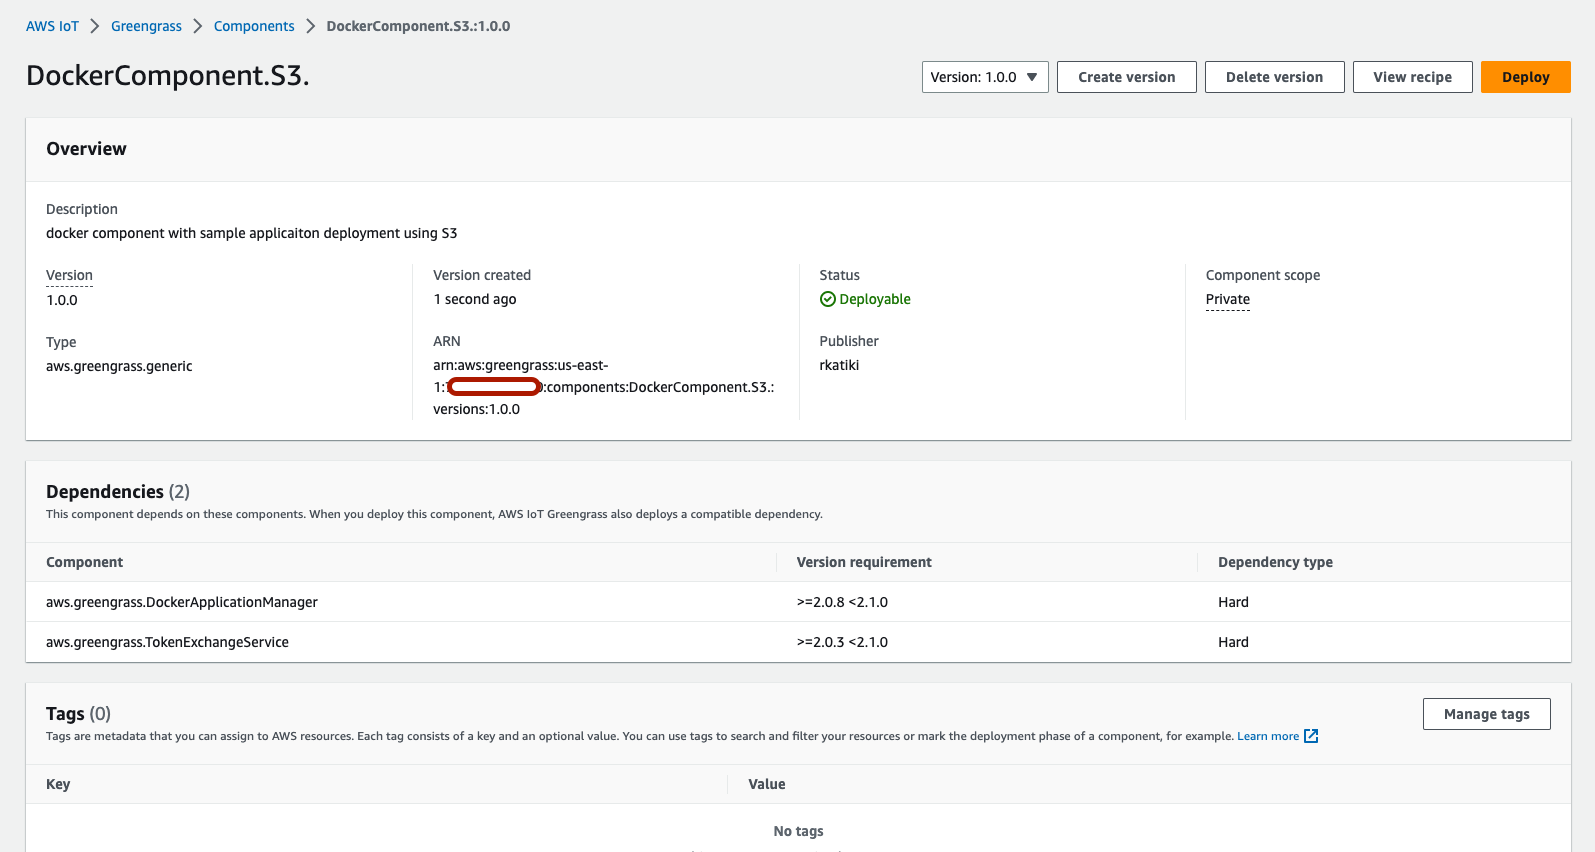 AWS IoT > Greengrass > Components > DockerComponent.S3.:1.0.0
DockerComponent.S3.
Version: 1.0.0 Create version Delete version View recipe Deploy
Overview
Description
docker component with sample applicaiton deployment using S3
Version
1.0.0
Type
aws.greengrass.generic
Version created
1 second ago
ARN
arn:aws:greengrass:us-east-
1: :components:DockerComponent.S3.:
versions:1.0.0
Status
Deployable
Publisher
rkatiki
Component scope
Private
Dependencies (2)
This component depends on these components. When you deploy this component, AWS IoT Greengrass also deploys a compatible dependency.
Component Version requirement Dependency type
aws.greengrass.DockerApplicationManager >=2.0.8 <2.1.0 Hard
aws.greengrass.TokenExchangeService >=2.0.3 <2.1.0 Hard
Tags (0)
Manage tags
Tags are metadata that you can assign to AWS resources. Each tag consists of a key and an optional value. You can use tags to search and filter your resources or mark the deployment phase of a component, for example. Learn more
Key Value
No tags